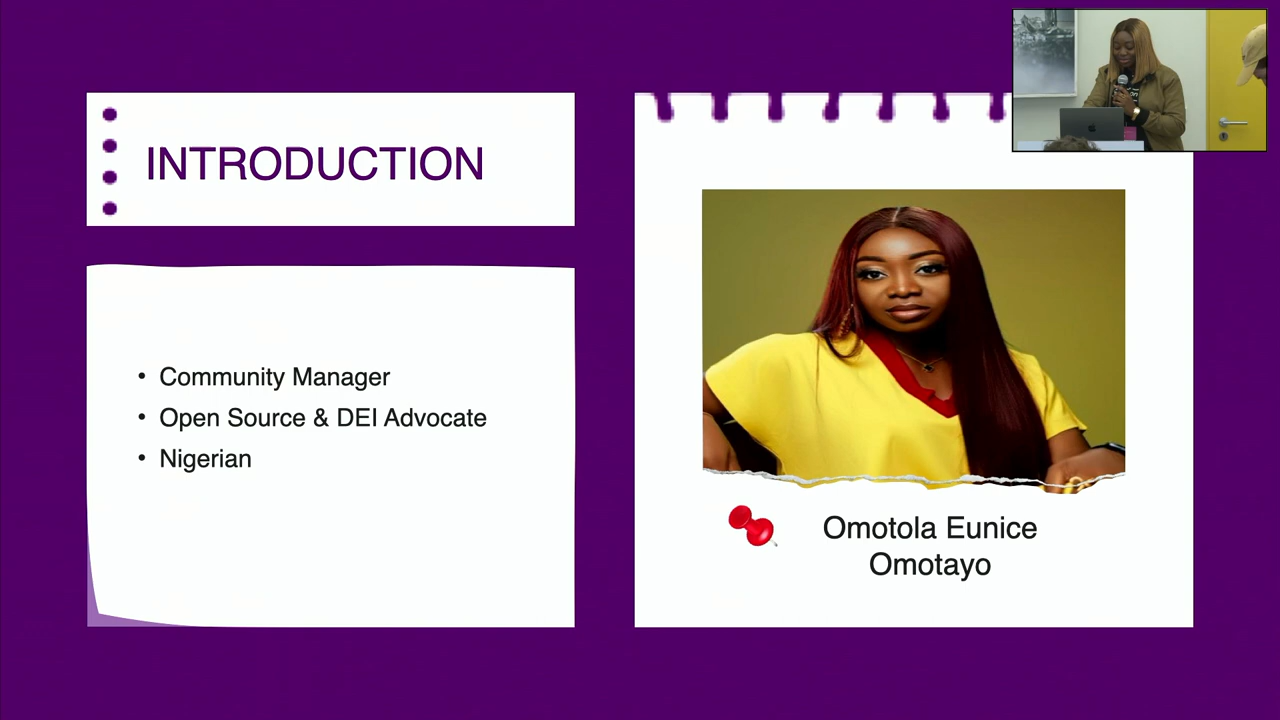 INTRODUCTION
• Community Manager
• Open Source & DEI Advocate
• Nigerian
Omotola Eunice
Omotayo